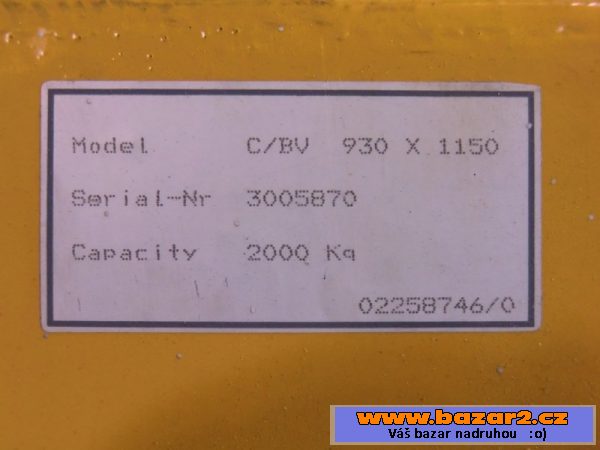 Model C/BV 930 X 1150
Serial-Nr 3005870
Capacity 2000 Kg
02258746/0
www.bazar2.cz
Váš bazar nadruhou :o)